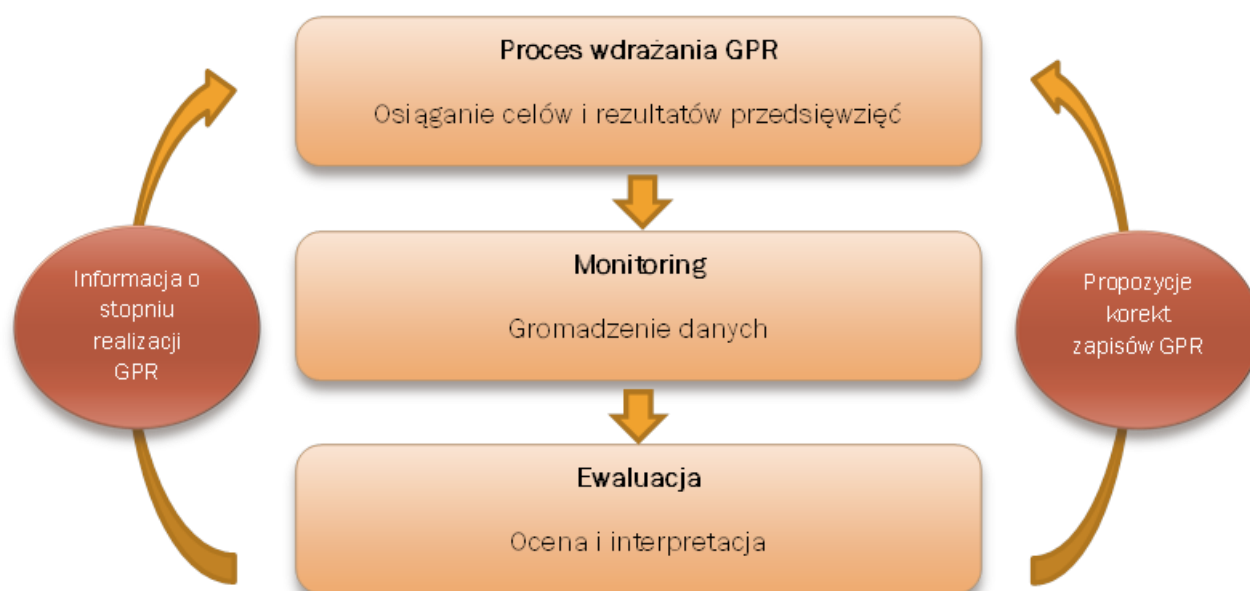 Proces wdrażania GPR
Osiąganie celów i rezultatów przedsięwzięć
Informacja o
stopniu
realizacji
GPR
Monitoring
Gromadzenie danych
Propozycje
korekt
zapisów GPR
Ewaluacja
Ocena i interpretacja